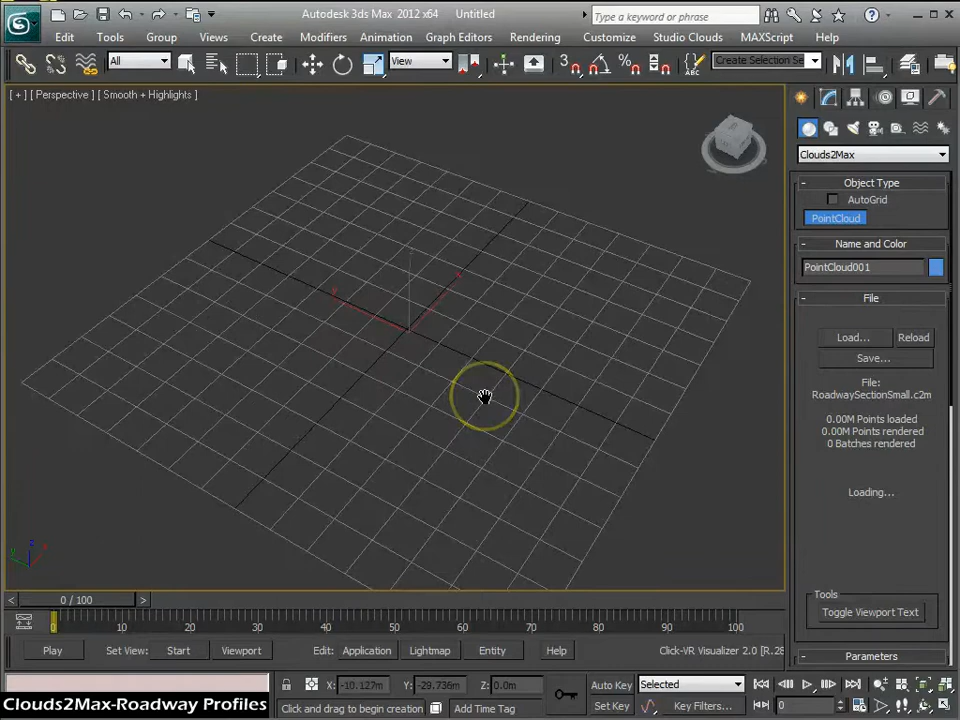 Autodesk 3ds Max 2012 x64 Untitled
Type a keyword or phrase
Edit Tools Group Views Create Modifiers Animation Graph Editors Rendering Customize Studio Clouds MAXScript Help
All View Create Selection Se
[ + ] [ Perspective ] [ Smooth + Highlights ]
Clouds2Max
- Object Type
AutoGrid
PointCloud
- Name and Color
PointCloud001
- File
Load... Reload
Save...
File:
RoadwaySectionSmall.c2m
0.00M Points loaded
0.00M Points rendered
0 Batches rendered
Loading...
Tools
Toggle Viewport Text
- Parameters
< 0 / 100 >
0 10 20 30 40 50 60 70 80 90 100
Play Set View: Start Viewport Edit: Application Lightmap Entity Help Click-VR Visualizer 2.0 [R.28
X: -10.127m Y: -29.736m Z: 0.0m Auto Key Selected
Clouds2Max-Roadway Profiles Click and drag to begin creation Add Time Tag Set Key Key Filters... 0